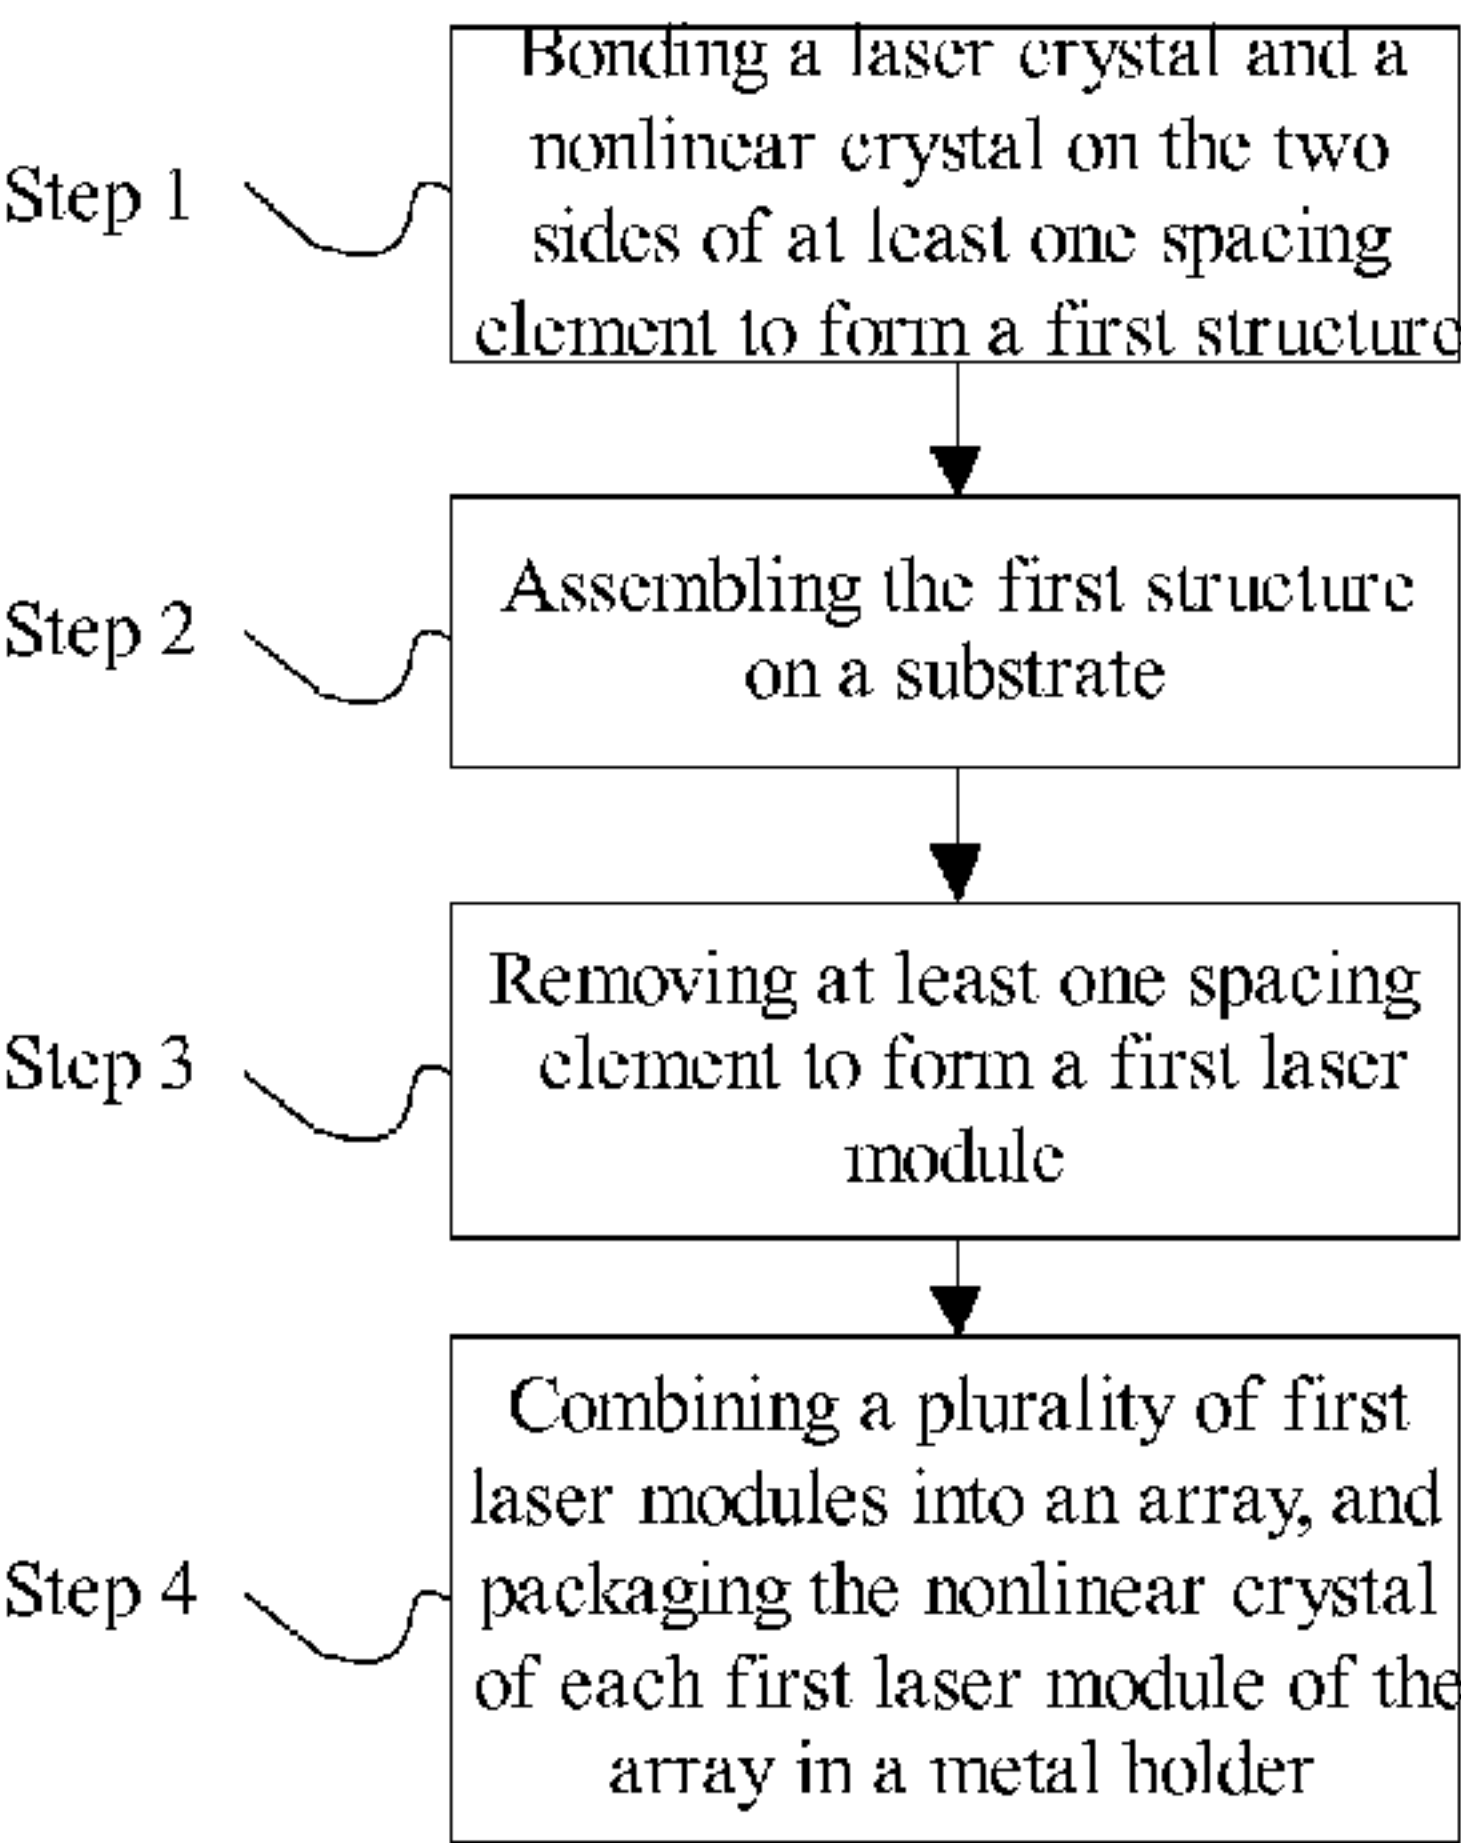 Step 1
Bonding a laser crystal and a
nonlinear crystal on the two
sides of at least one spacing
element to form a first structure
Step 2
Assembling the first structure
on a substrate
Step 3
Removing at least one spacing
element to form a first laser
module
Step 4
Combining a plurality of first
laser modules into an array, and
packaging the nonlinear crystal
of each first laser module of the
array in a metal holder